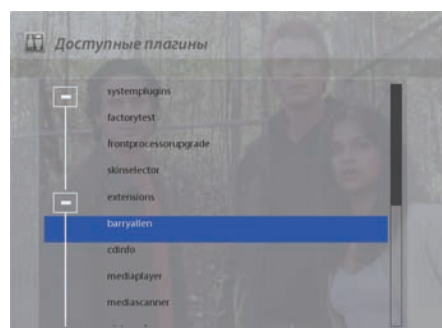 Доступные плагины
systemplugins
factorytest
frontprocessorupgrade
skinselector
extensions
barryallen
cdinfo
mediaplayer
mediascanner